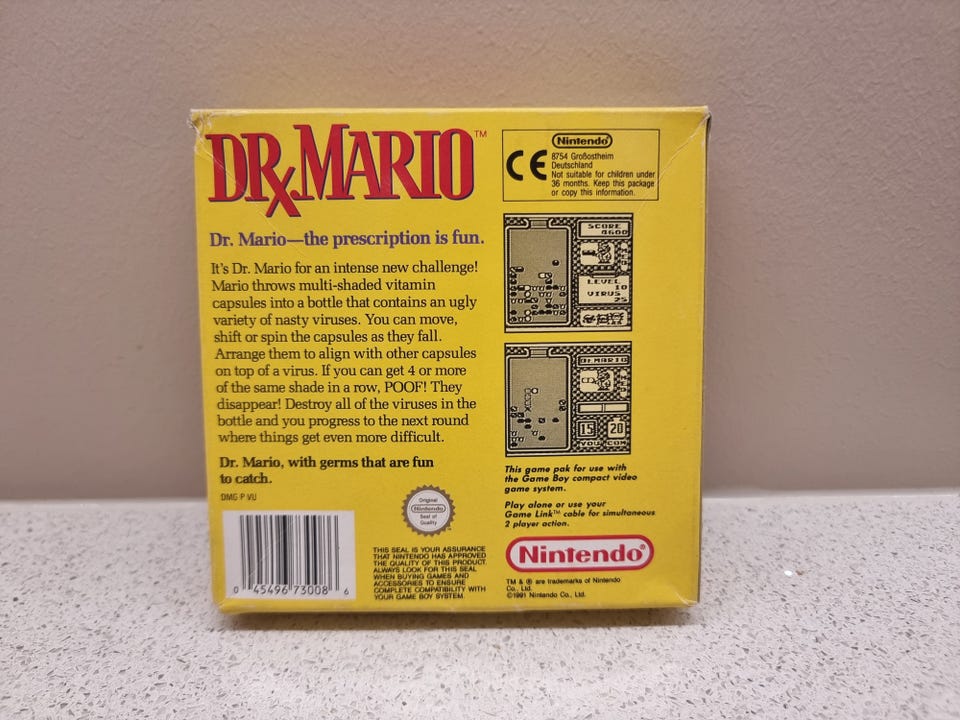 DR.MARIO™
Dr. Mario—the prescription is fun.
It's Dr. Mario for an intense new challenge!
Mario throws multi-shaded vitamin
capsules into a bottle that contains an ugly
variety of nasty viruses. You can move,
shift or spin the capsules as they fall.
Arrange them to align with other capsules
on top of a virus. If you can get 4 or more
of the same shade in a row, POOF! They
disappear! Destroy all of the viruses in the
bottle and you progress to the next round
where things get even more difficult.
Dr. Mario, with germs that are fun
to catch.
DMG P VU
0 45496 73008 6
Original
Nintendo
Seal of
Quality
THIS SEAL IS YOUR ASSURANCE
THAT NINTENDO HAS APPROVED
THE QUALITY OF THIS PRODUCT.
ALWAYS LOOK FOR THIS SEAL
WHEN BUYING GAMES AND
ACCESSORIES TO ENSURE
COMPLETE COMPATIBILITY WITH
YOUR GAME BOY SYSTEM.
CE
Nintendo
8754 Großostheim
Deutschland
Not suitable for children under
36 months. Keep this package
or copy this information.
SCORE
4600
LEVEL
10
VIRUS
25
Dr.MARIO
15 20
YOU COM
This game pak for use with
the Game Boy compact video
game system.
Play alone or use your
Game Link™ cable for simultaneous
2 player action.
Nintendo®
TM & ® are trademarks of Nintendo
Co., Ltd.
©1991 Nintendo Co., Ltd.